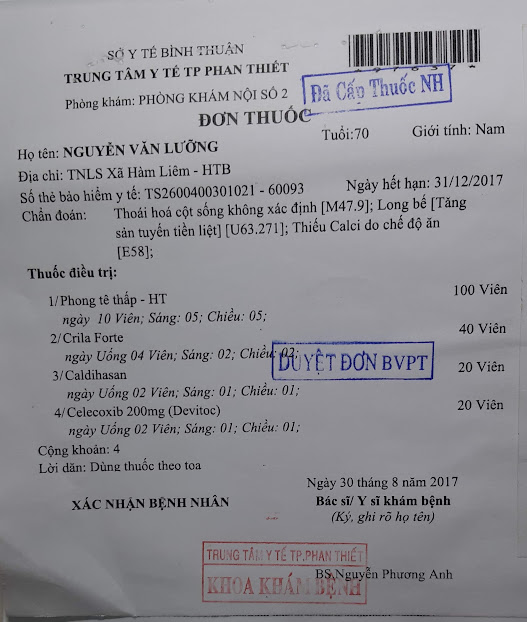 SỞ Y TẾ BÌNH THUẬN
TRUNG TÂM Y TẾ TP PHAN THIẾT
Phòng khám: PHÒNG KHÁM NỘI SỐ 2
Đã Cấp Thuốc NH
ĐƠN THUỐC
Họ tên: NGUYỄN VĂN LƯỠNG Tuổi:70 Giới tính: Nam
Địa chỉ: TNLS Xã Hàm Liêm - HTB
Số thẻ bảo hiểm y tế: TS2600400301021 - 60093 Ngày hết hạn: 31/12/2017
Chẩn đoán: Thoái hoá cột sống không xác định [M47.9]; Long bế [Tăng
sản tuyến tiền liệt] [U63.271]; Thiếu Calci do chế độ ăn
[E58];
Thuốc điều trị:
1/Phong tê thấp - HT 100 Viên
ngày 10 Viên; Sáng: 05; Chiều: 05;
2/Crila Forte 40 Viên
ngày Uống 04 Viên; Sáng: 02; Chiều: 02;
DUYỆT ĐƠN BVPT
3/Caldihasan 20 Viên
ngày Uống 02 Viên; Sáng: 01; Chiều: 01;
4/Celecoxib 200mg (Devitoc) 20 Viên
ngày Uống 02 Viên; Sáng: 01; Chiều: 01;
Cộng khoản: 4
Lời dặn: Dùng thuốc theo toa
Ngày 30 tháng 8 năm 2017
XÁC NHẬN BỆNH NHÂN Bác sĩ/ Y sĩ khám bệnh
(Ký, ghi rõ họ tên)
TRUNG TÂM Y TẾ TP.PHAN THIẾT
KHOA KHÁM BỆNH
BS.Nguyễn Phương Anh